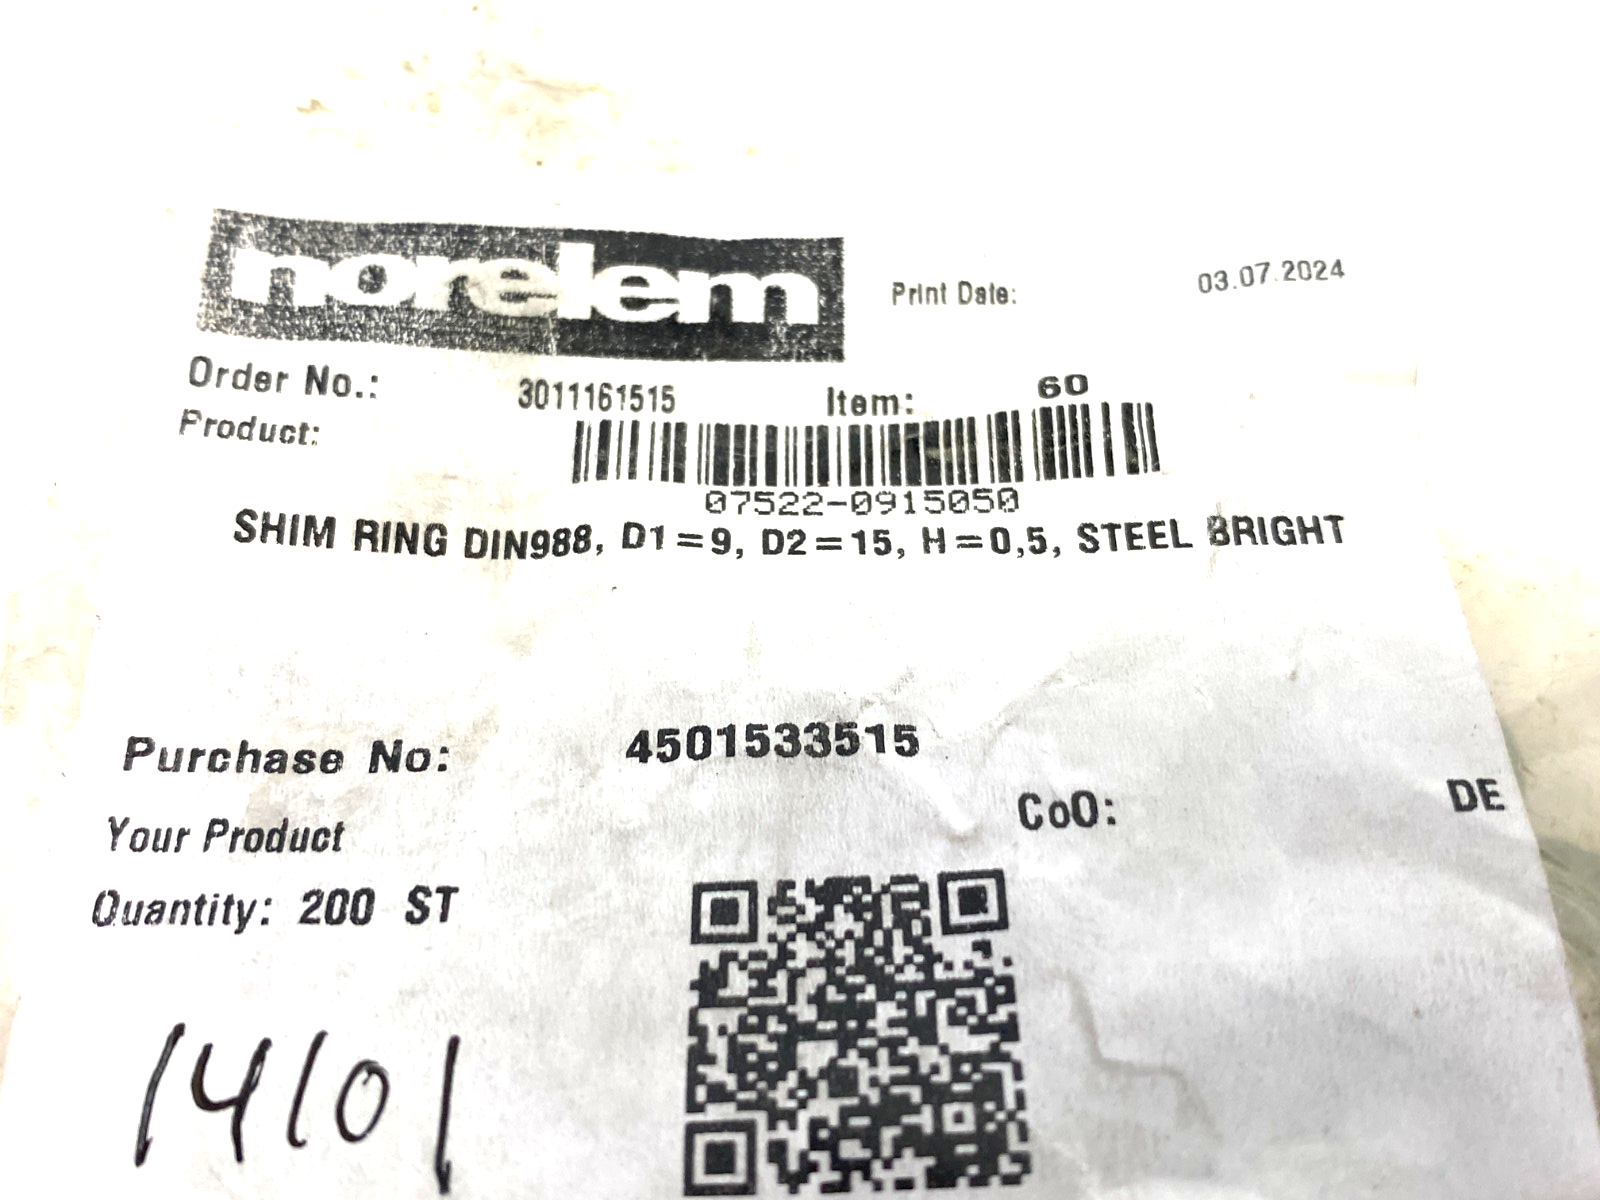 norelem
Print Date: 03.07.2024
Order No.: 3011161515 Item: 60
Product:
07522-0915050
SHIM RING DIN988, D1=9, D2=15, H=0,5, STEEL BRIGHT
Purchase No: 4501533515
CoO: DE
Your Product
Quantity: 200 ST
14101